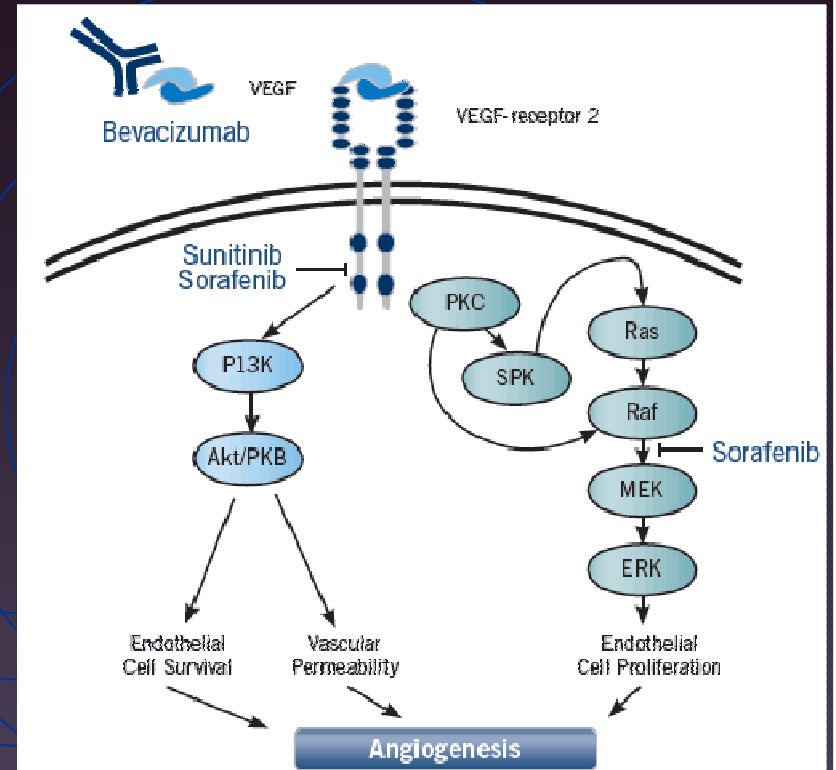 VEGF
Bevacizumab
VEGF-receptor 2
Sunitinib
Sorafenib
PKC
SPK
Ras
P13K
Raf
Akt/PKB
Sorafenib
MEK
ERK
Endothelial
Cell Survival
Vascular
Permeability
Endothelial
Cell Proliferation
Angiogenesis